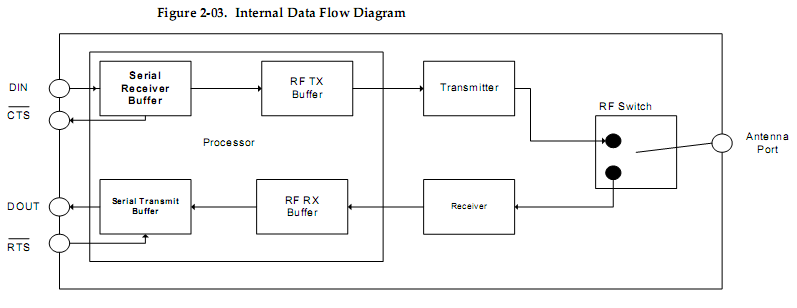 Figure 2-03. Internal Data Flow Diagram
DIN
Serial
Receiver
Buffer
RF TX
Buffer
Transmitter
RF Switch
CTS
Processor
Antenna
Port
DOUT
Serial Transmit
Buffer
RF RX
Buffer
Receiver
RTS